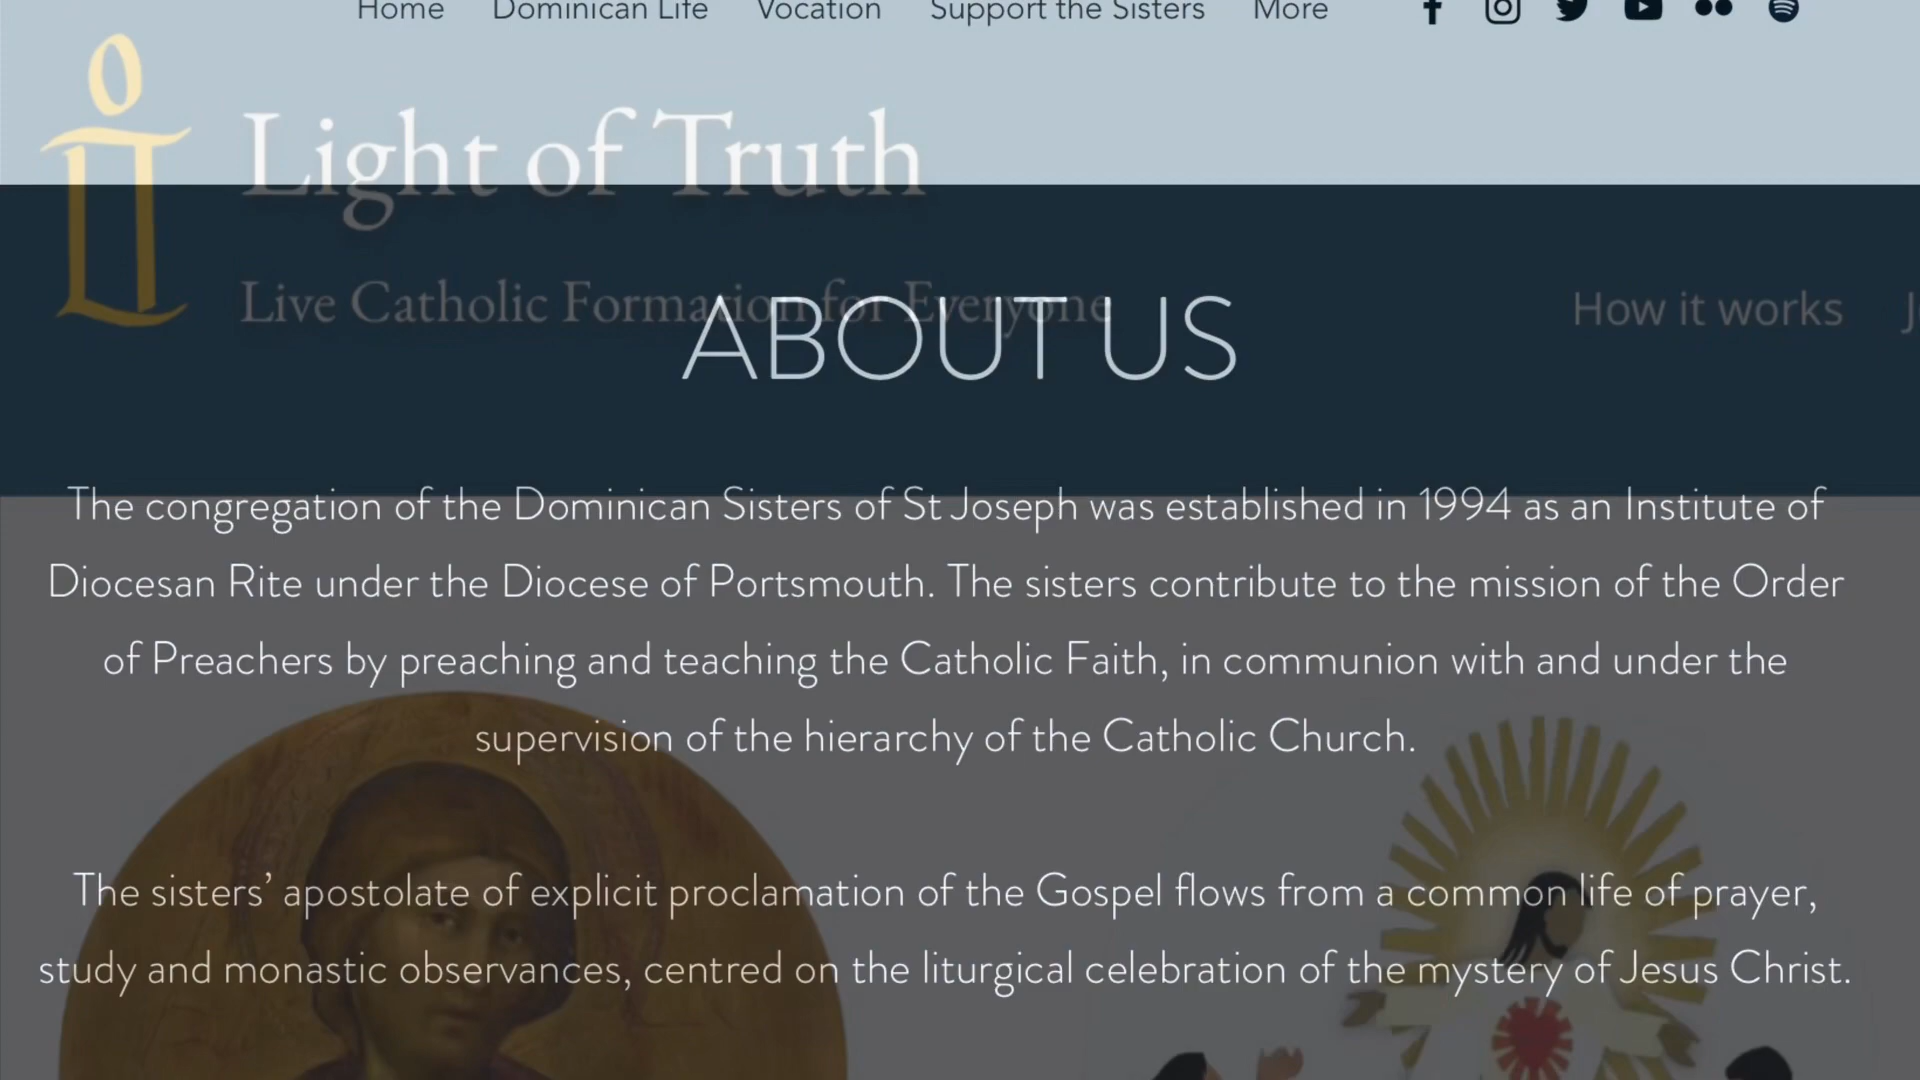 Home Dominican Life Vocation Support the Sisters More
Light of Truth
Live Catholic Formation for Everyone
How it works J
ABOUT US
The congregation of the Dominican Sisters of St Joseph was established in 1994 as an Institute of
Diocesan Rite under the Diocese of Portsmouth. The sisters contribute to the mission of the Order
of Preachers by preaching and teaching the Catholic Faith, in communion with and under the
supervision of the hierarchy of the Catholic Church.
The sisters’ apostolate of explicit proclamation of the Gospel flows from a common life of prayer,
study and monastic observances, centred on the liturgical celebration of the mystery of Jesus Christ.